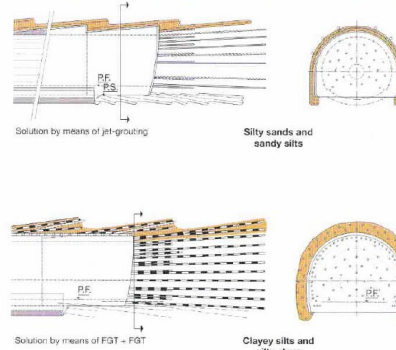 P.F.
P.S.
Solution by means of jet-grouting
Silty sands and
sandy silts
P.F.
P.F.
Solution by means of FGT + FGT
Clayey silts and